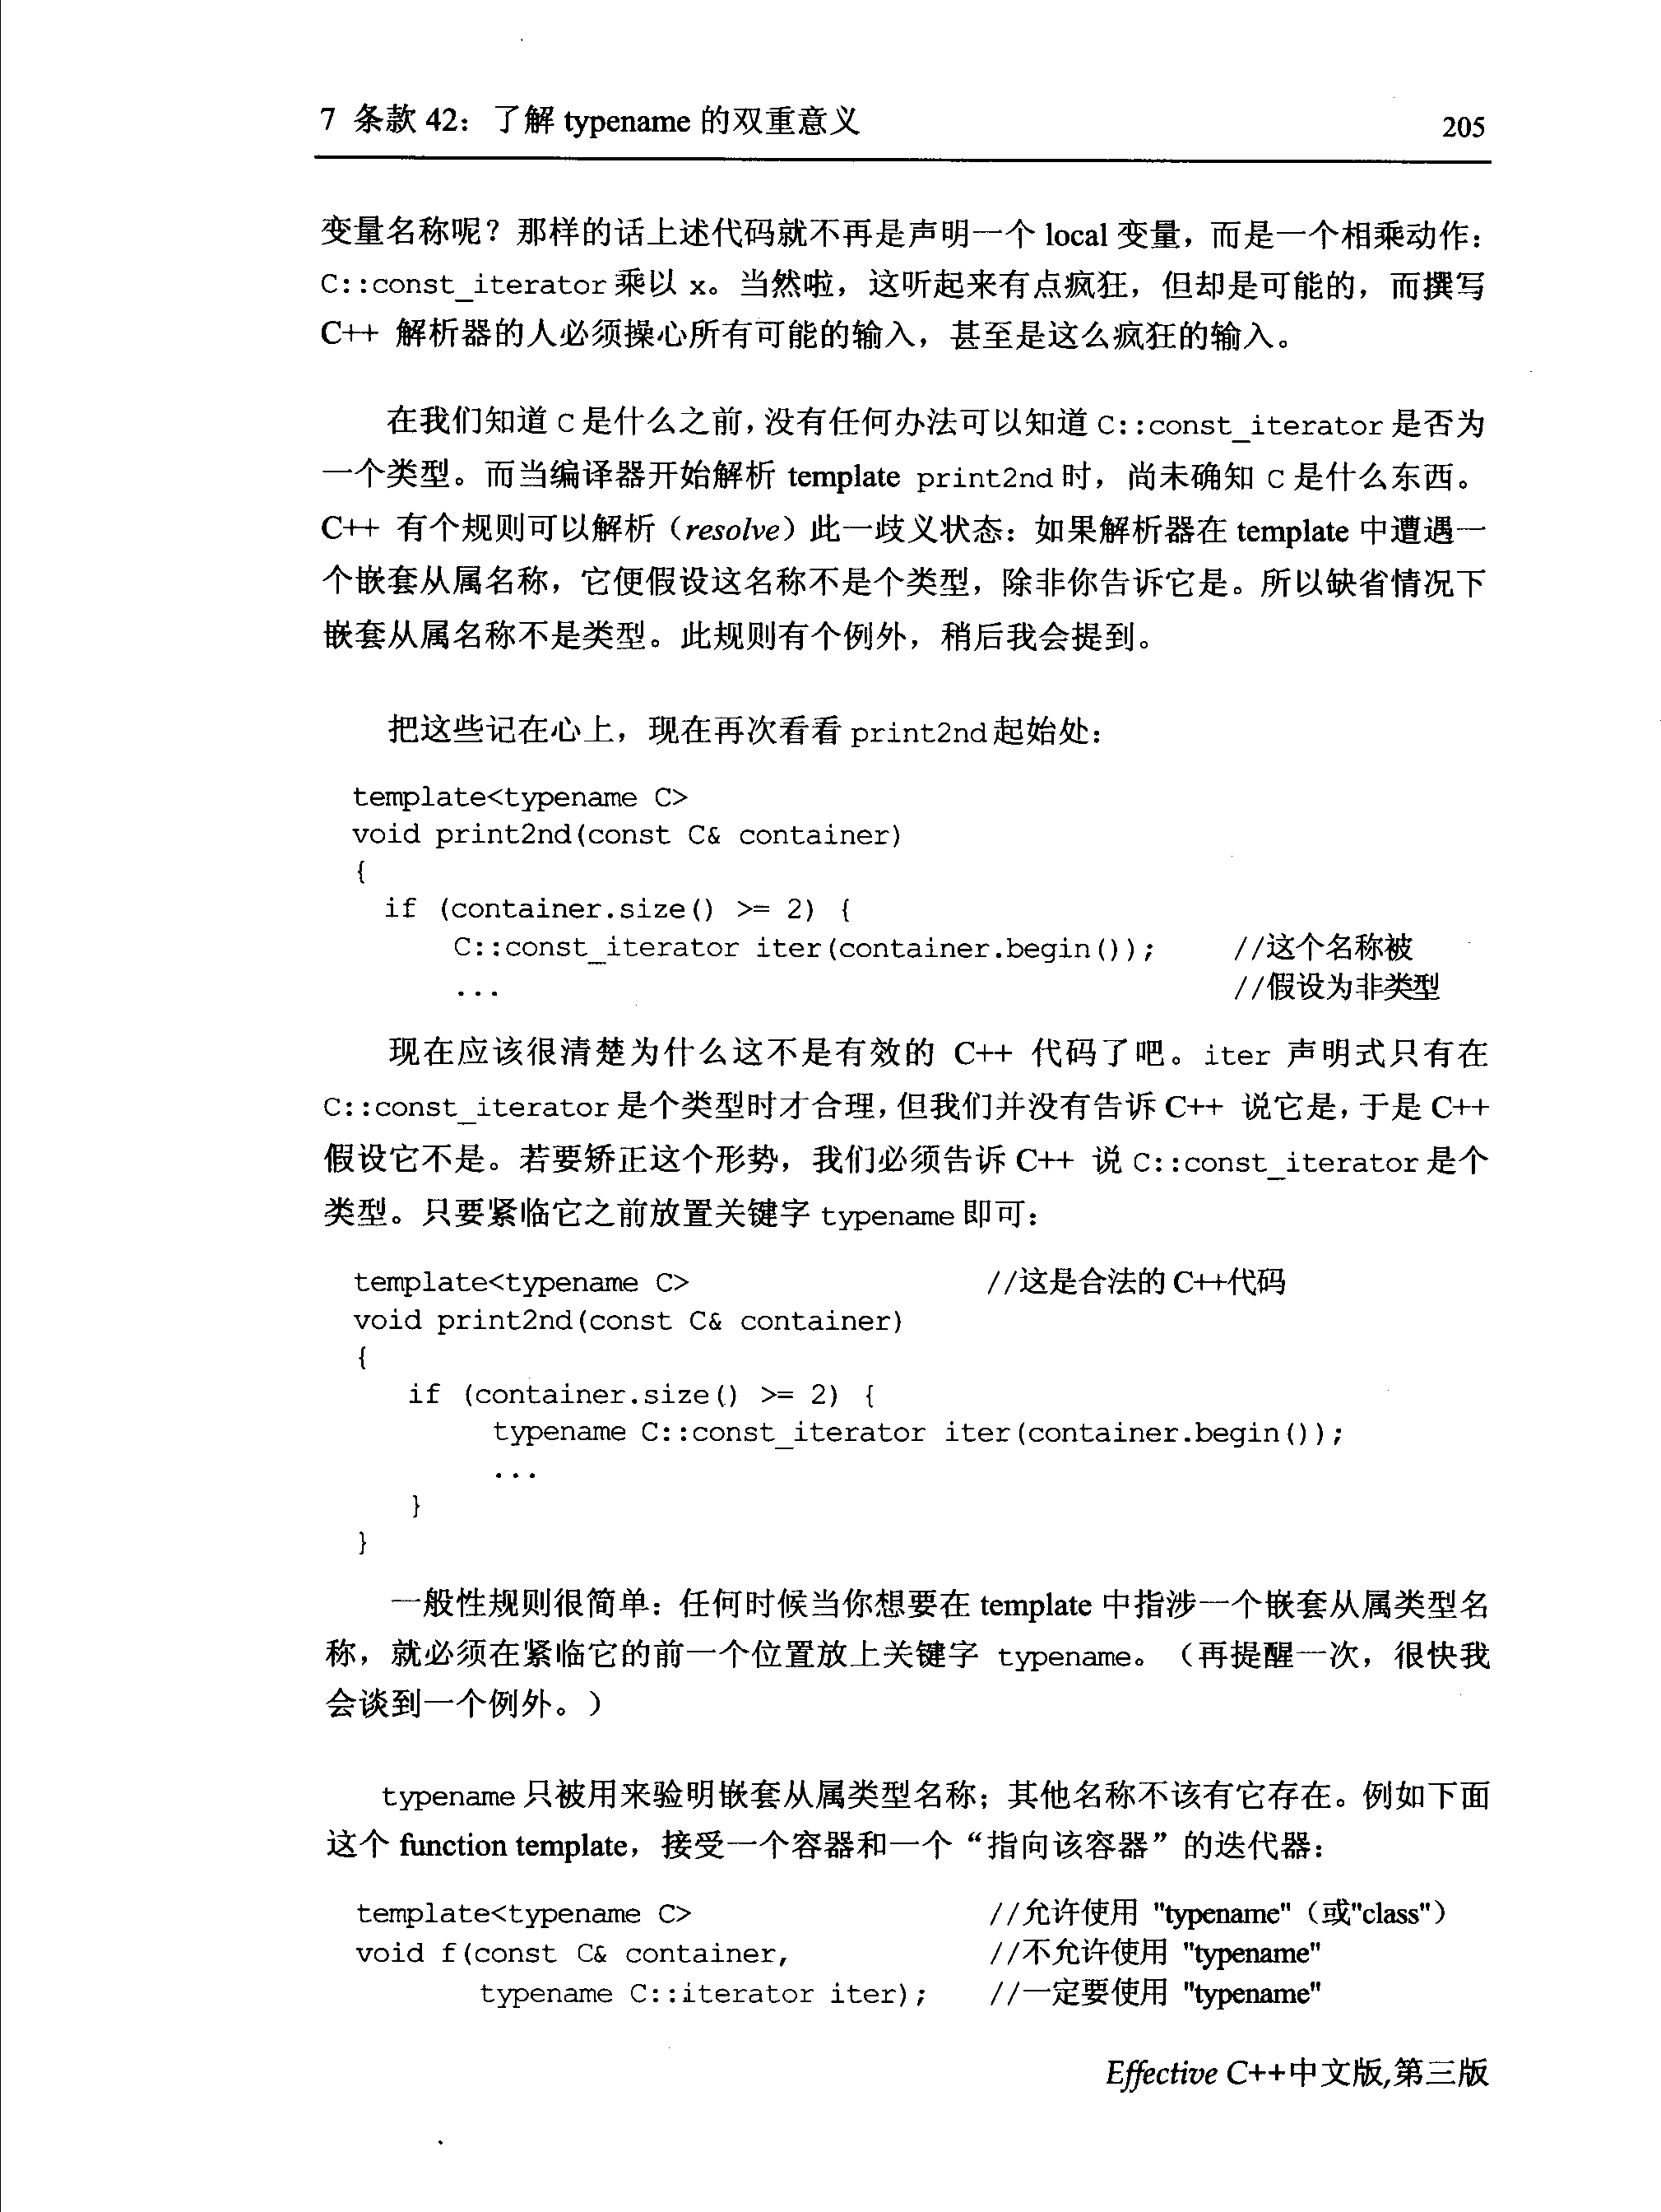 7 条款 42：了解 typename 的双重意义
205
变量名称呢？那样的话上述代码就不再是声明一个 local 变量，而是一个相乘动作：
C::const_iterator 乘以 x。当然啦，这听起来有点疯狂，但却是可能的，而撰写
C++ 解析器的人必须操心所有可能的输入，甚至是这么疯狂的输入。
在我们知道 C 是什么之前，没有任何办法可以知道 C::const_iterator 是否为
一个类型。而当编译器开始解析 template print2nd 时，尚未确知 C 是什么东西。
C++ 有个规则可以解析（resolve）此一歧义状态：如果解析器在 template 中遭遇一
个嵌套从属名称，它便假设这名称不是个类型，除非你告诉它是。所以缺省情况下
嵌套从属名称不是类型。此规则有个例外，稍后我会提到。
把这些记在心上，现在再次看看 print2nd 起始处：
template<typename C>
void print2nd(const C& container)
{
if (container.size() >= 2) {
C::const_iterator iter(container.begin()); //这个名称被
... //假设为非类型
现在应该很清楚为什么这不是有效的 C++ 代码了吧。iter 声明式只有在
C::const_iterator 是个类型时才合理，但我们并没有告诉 C++ 说它是，于是 C++
假设它不是。若要矫正这个形势，我们必须告诉 C++ 说 C::const_iterator 是个
类型。只要紧临它之前放置关键字 typename 即可：
template<typename C> //这是合法的 C++代码
void print2nd(const C& container)
{
if (container.size() >= 2) {
typename C::const_iterator iter(container.begin());
...
}
}
一般性规则很简单：任何时候当你想要在 template 中指涉一个嵌套从属类型名
称，就必须在紧临它的前一个位置放上关键字 typename。（再提醒一次，很快我
会谈到一个例外。）
typename 只被用来验明嵌套从属类型名称；其他名称不该有它存在。例如下面
这个 function template，接受一个容器和一个“指向该容器”的迭代器：
template<typename C> //允许使用 "typename"（或"class"）
void f(const C& container, //不允许使用 "typename"
typename C::iterator iter); //一定要使用 "typename"
Effective C++中文版,第三版